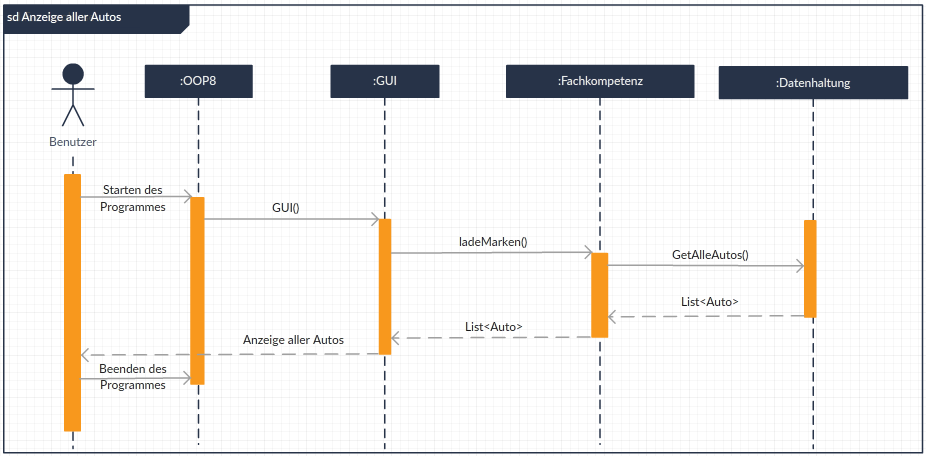 sd Anzeige aller Autos
:OOP8
:GUI
:Fachkompetenz
:Datenhaltung
Benutzer
Starten des
Programmes
GUI()
ladeMarken()
GetAlleAutos()
List<Auto>
List<Auto>
Anzeige aller Autos
Beenden des
Programmes